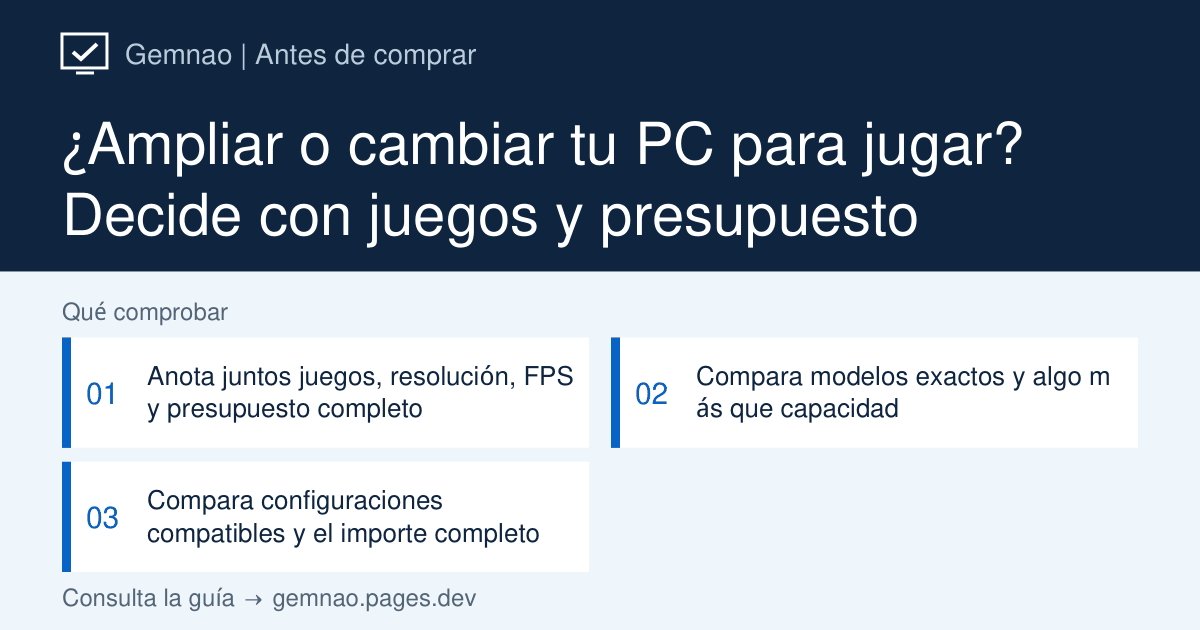 Gemnao | Antes de comprar
¿Ampliar o cambiar tu PC para jugar?
Decide con juegos y presupuesto
Qué comprobar
01
Anota juntos juegos, resolución, FPS
y presupuesto completo
02
Compara modelos exactos y algo m
ás que capacidad
03
Compara configuraciones
compatibles y el importe completo
Consulta la guía → gemnao.pages.dev